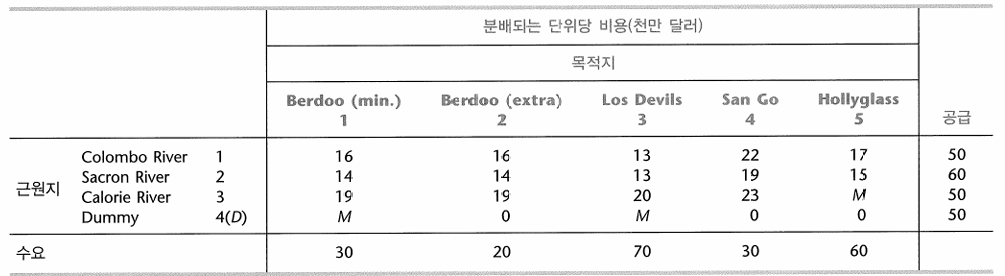 분배되는 단위당 비용(천만 달러)
목적지
Berdoo (min.) Berdoo (extra) Los Devils San Go Hollyglass
1 2 3 4 5 공급
Colombo River 1 16 16 13 22 17 50
Sacron River 2 14 14 13 19 15 60
근원지
Calorie River 3 19 19 20 23 M 50
Dummy 4(D) M 0 M 0 0 50
수요 30 20 70 30 60